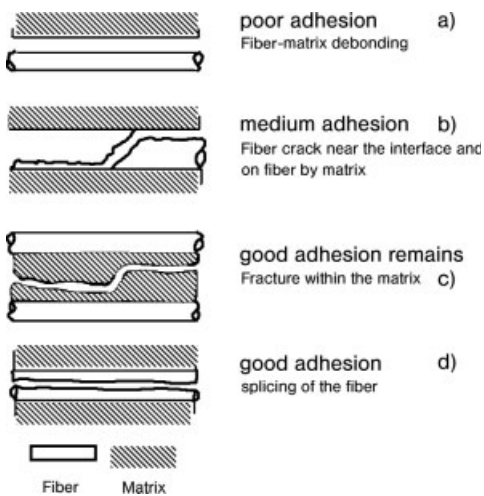 poor adhesion a)
Fiber-matrix debonding
medium adhesion b)
Fiber crack near the interface and
on fiber by matrix
good adhesion remains
Fracture within the matrix c)
good adhesion d)
splicing of the fiber
Fiber Matrix